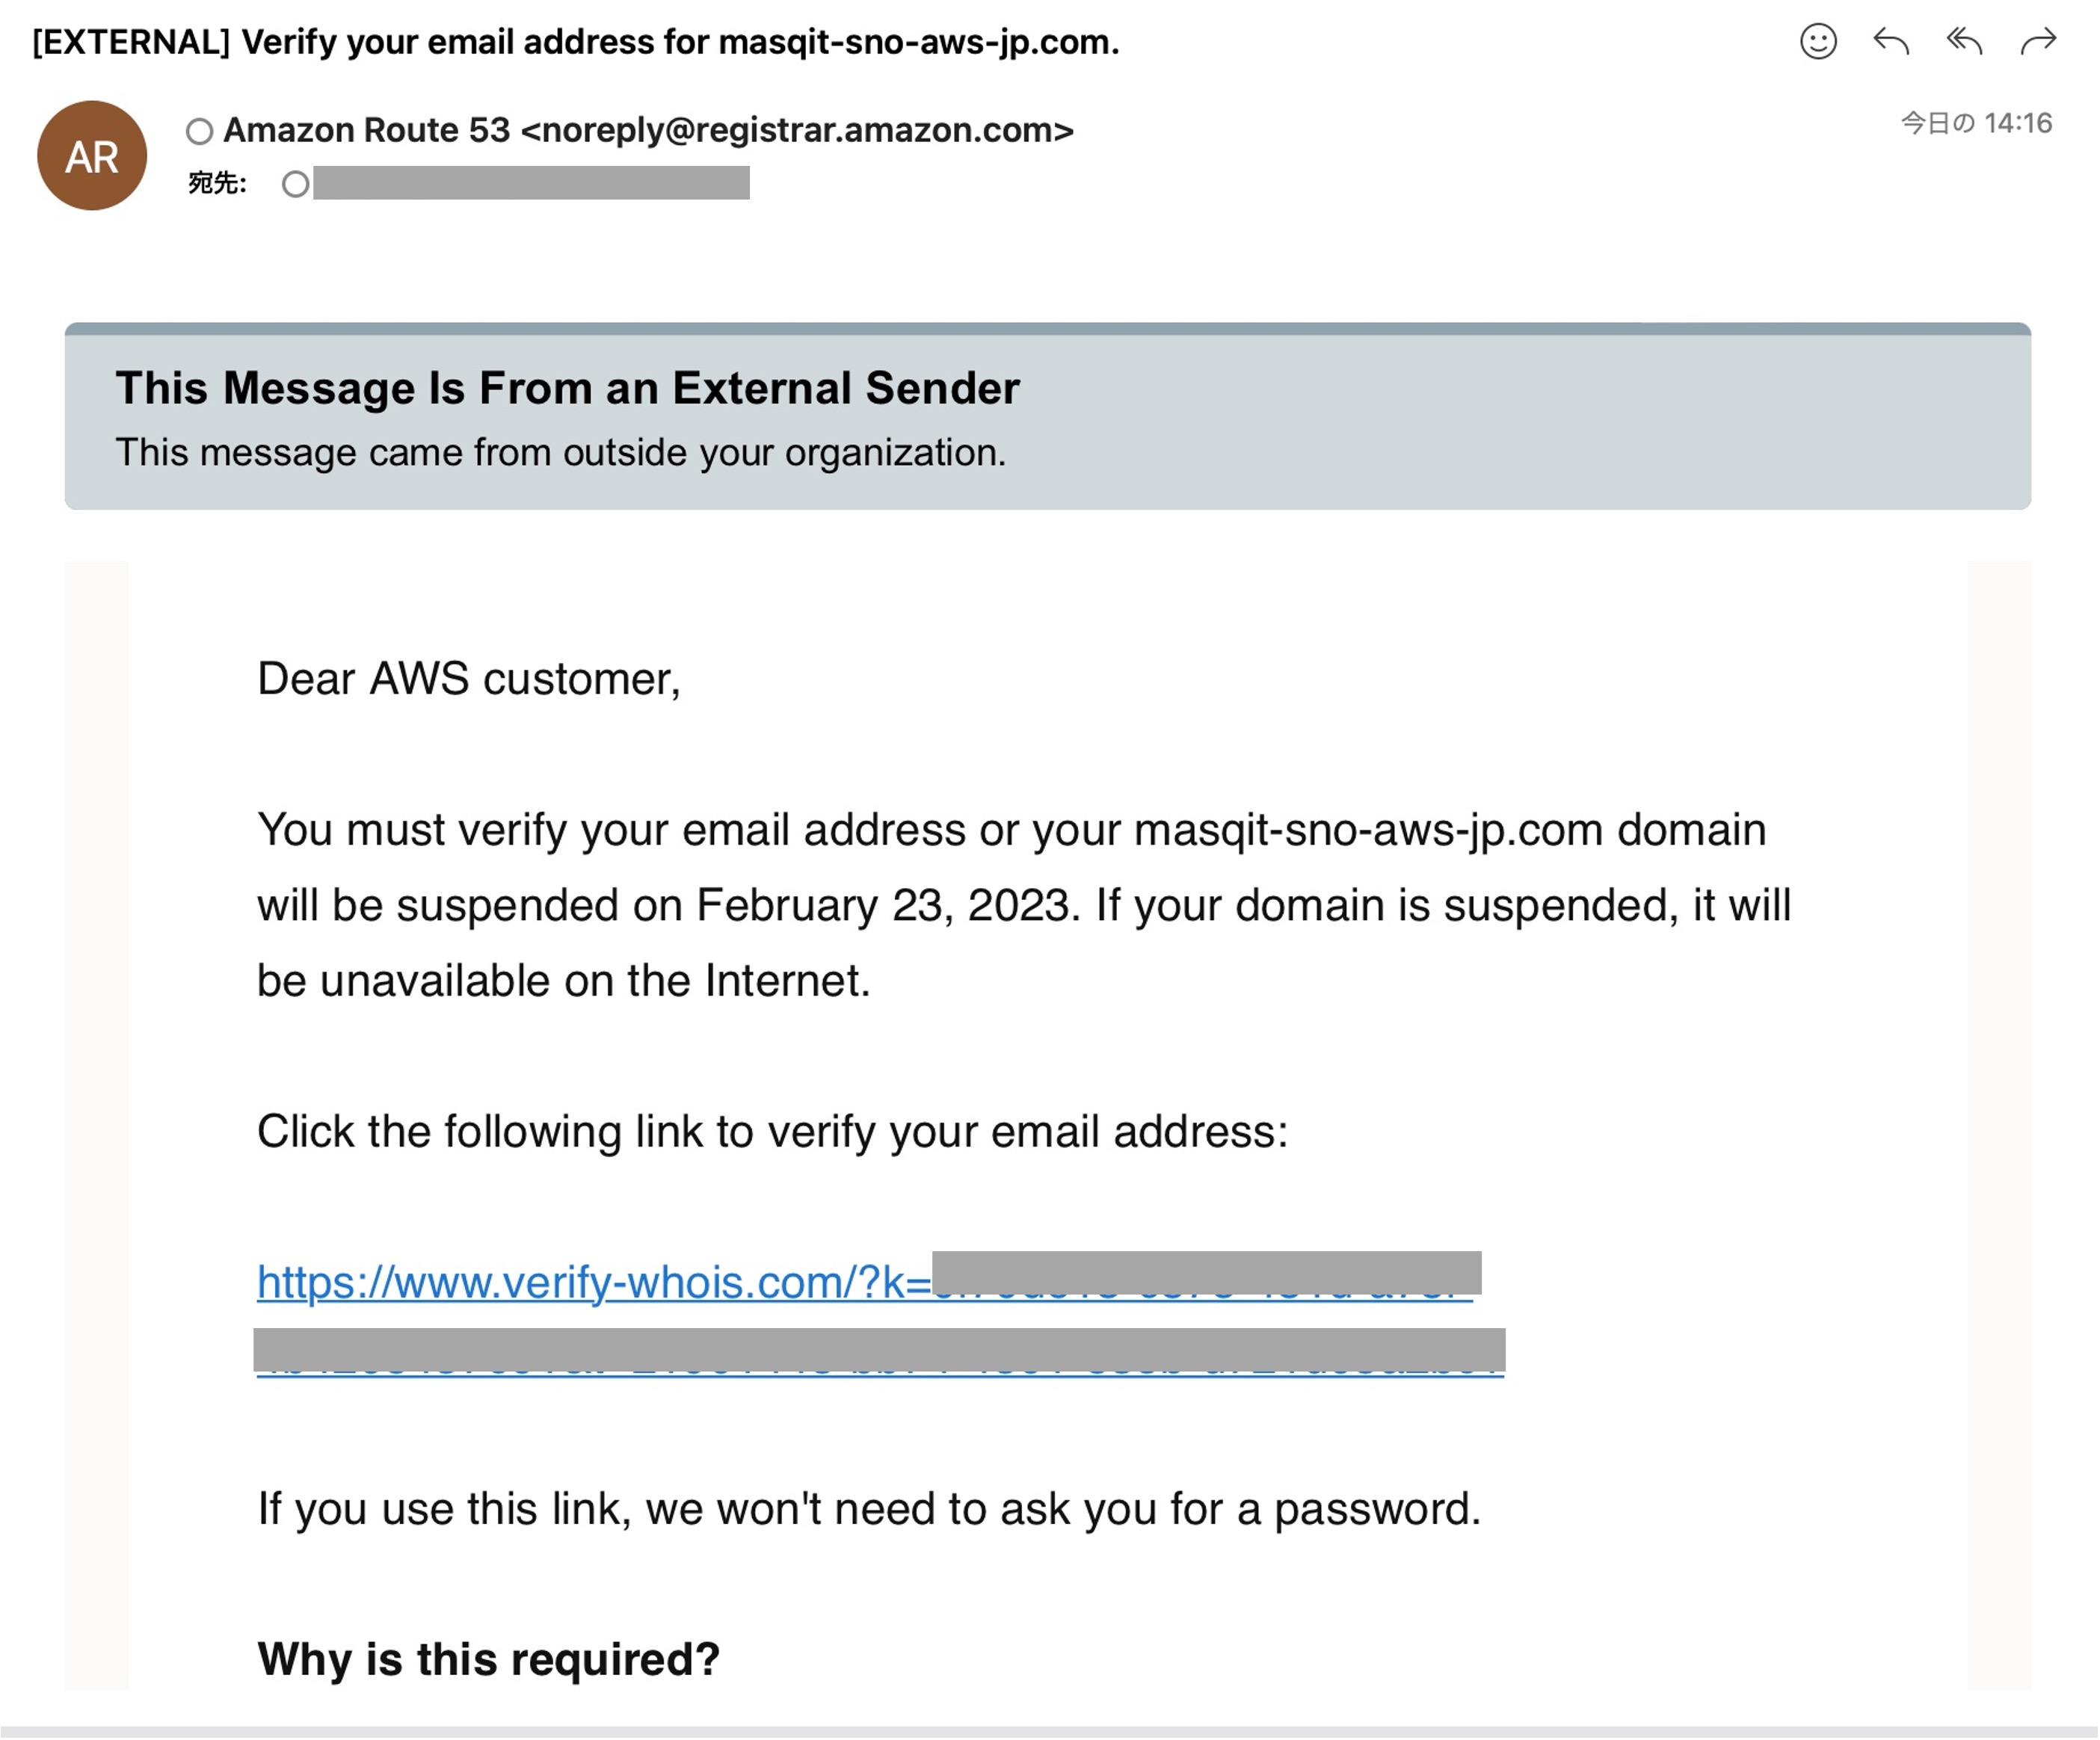 [EXTERNAL] Verify your email address for masqit-sno-aws-jp.com.
AR
Amazon Route 53 <noreply@registrar.amazon.com>
今日の 14:16
宛先:
This Message Is From an External Sender
This message came from outside your organization.
Dear AWS customer,
You must verify your email address or your masqit-sno-aws-jp.com domain
will be suspended on February 23, 2023. If your domain is suspended, it will
be unavailable on the Internet.
Click the following link to verify your email address:
https://www.verify-whois.com/?k=
If you use this link, we won't need to ask you for a password.
Why is this required?